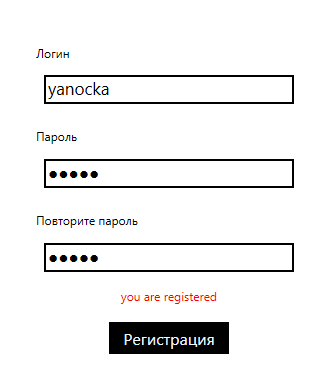 Логин
yanocka
Пароль
●●●●●
Повторите пароль
●●●●●
you are registered
Регистрация